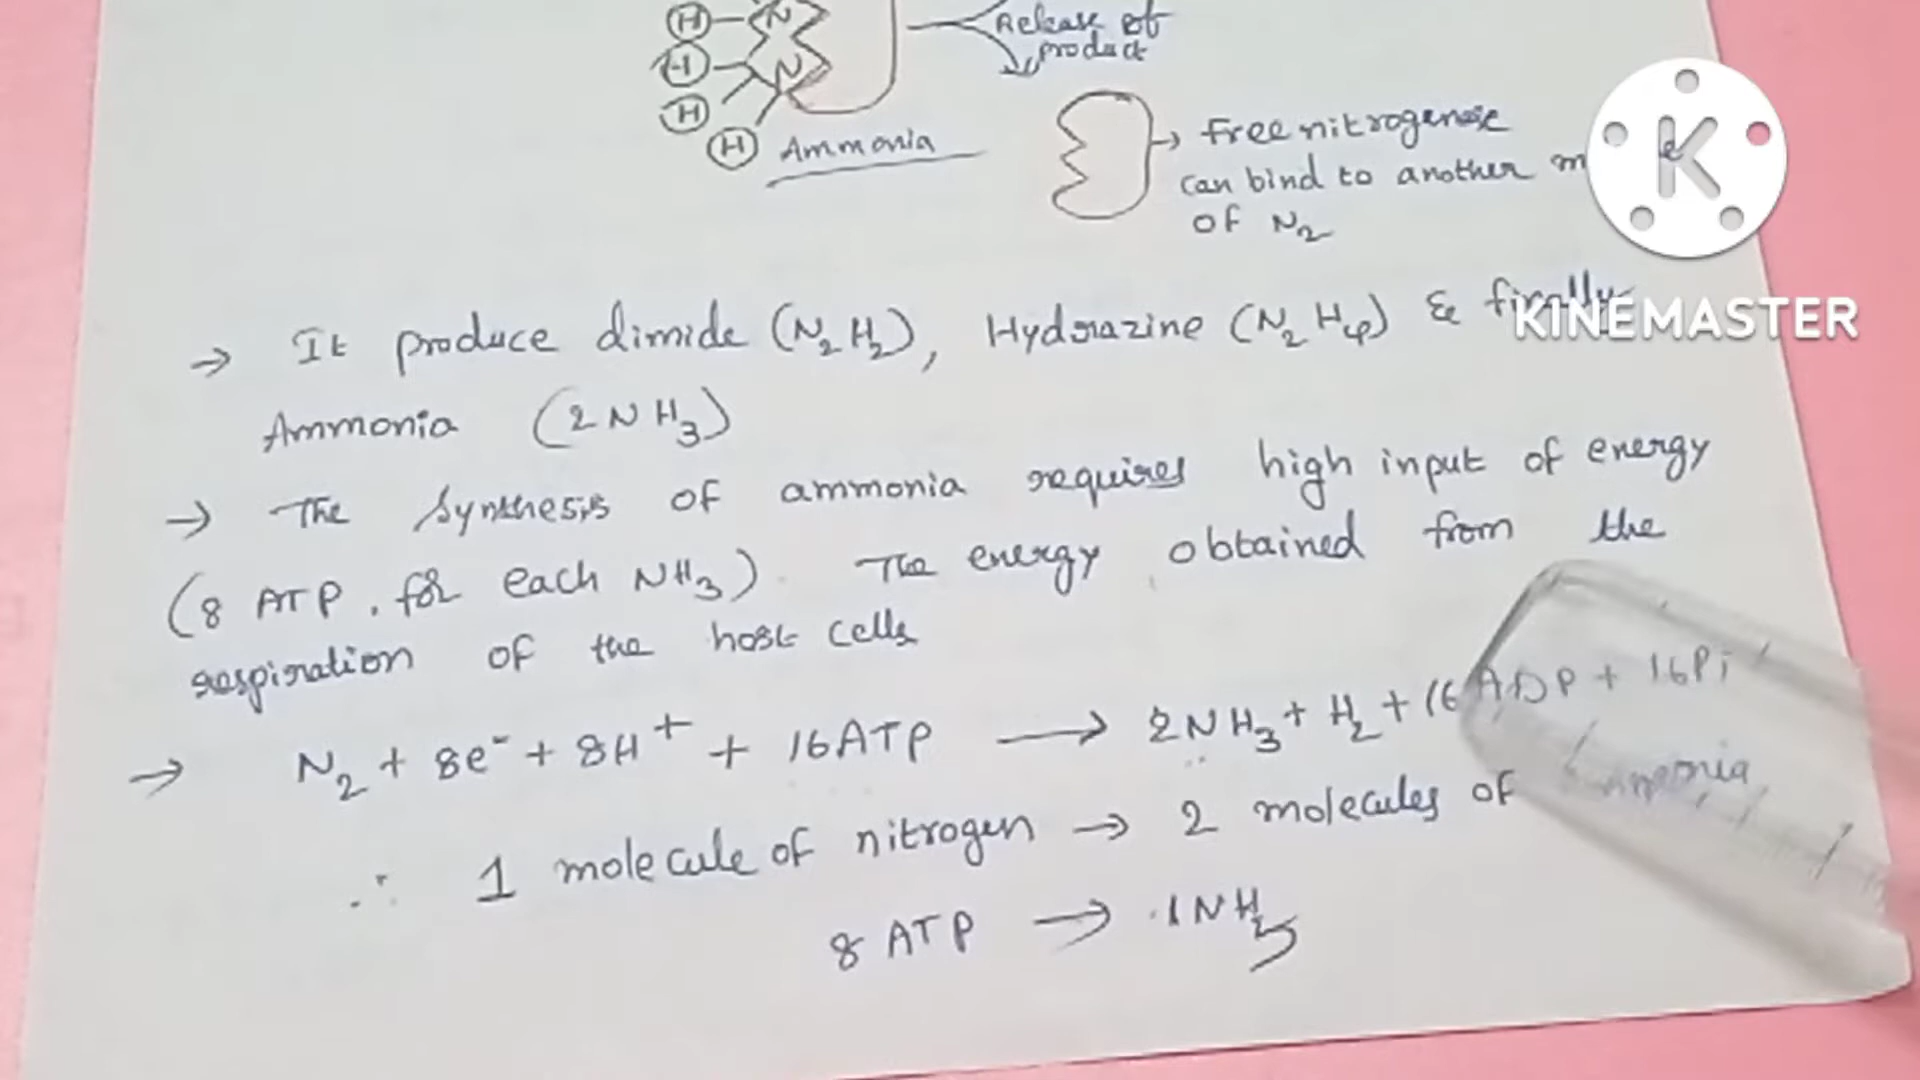 H N Release of
H N product
H
H Ammonia
→ Free nitrogenase
can bind to another
of N₂
→ It produce dimide (N₂H₂), Hydrazine (N₂H₄) & finally
KINEMASTER
Ammonia (2NH₃)
→ The synthesis of ammonia requires high input of energy
(8 ATP, for each NH₃). The energy obtained from the
respiration of the host cells
→ N₂ + 8e⁻ + 8H⁺ + 16ATP → 2NH₃ + H₂ + 16ADP + 16Pi
∴ 1 molecule of nitrogen → 2 molecules of
8 ATP → 1NH₃